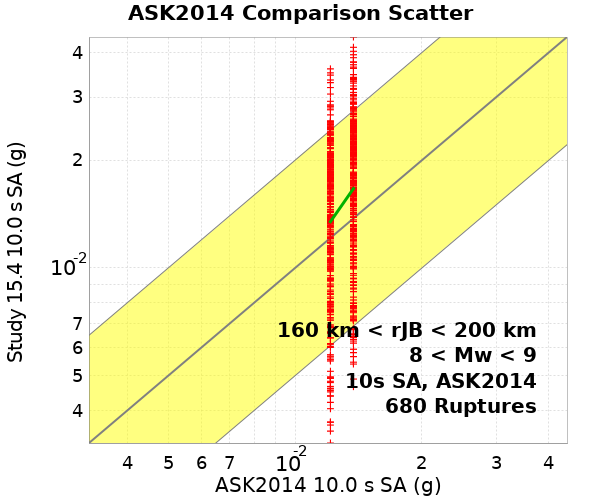 ASK2014 Comparison Scatter
Study 15.4 10.0 s SA (g)
4
3
2
10-2
7
6
5
4
160 km < rJB < 200 km
8 < Mw < 9
10s SA, ASK2014
680 Ruptures
4 5 6 7 10-2 2 3 4
ASK2014 10.0 s SA (g)